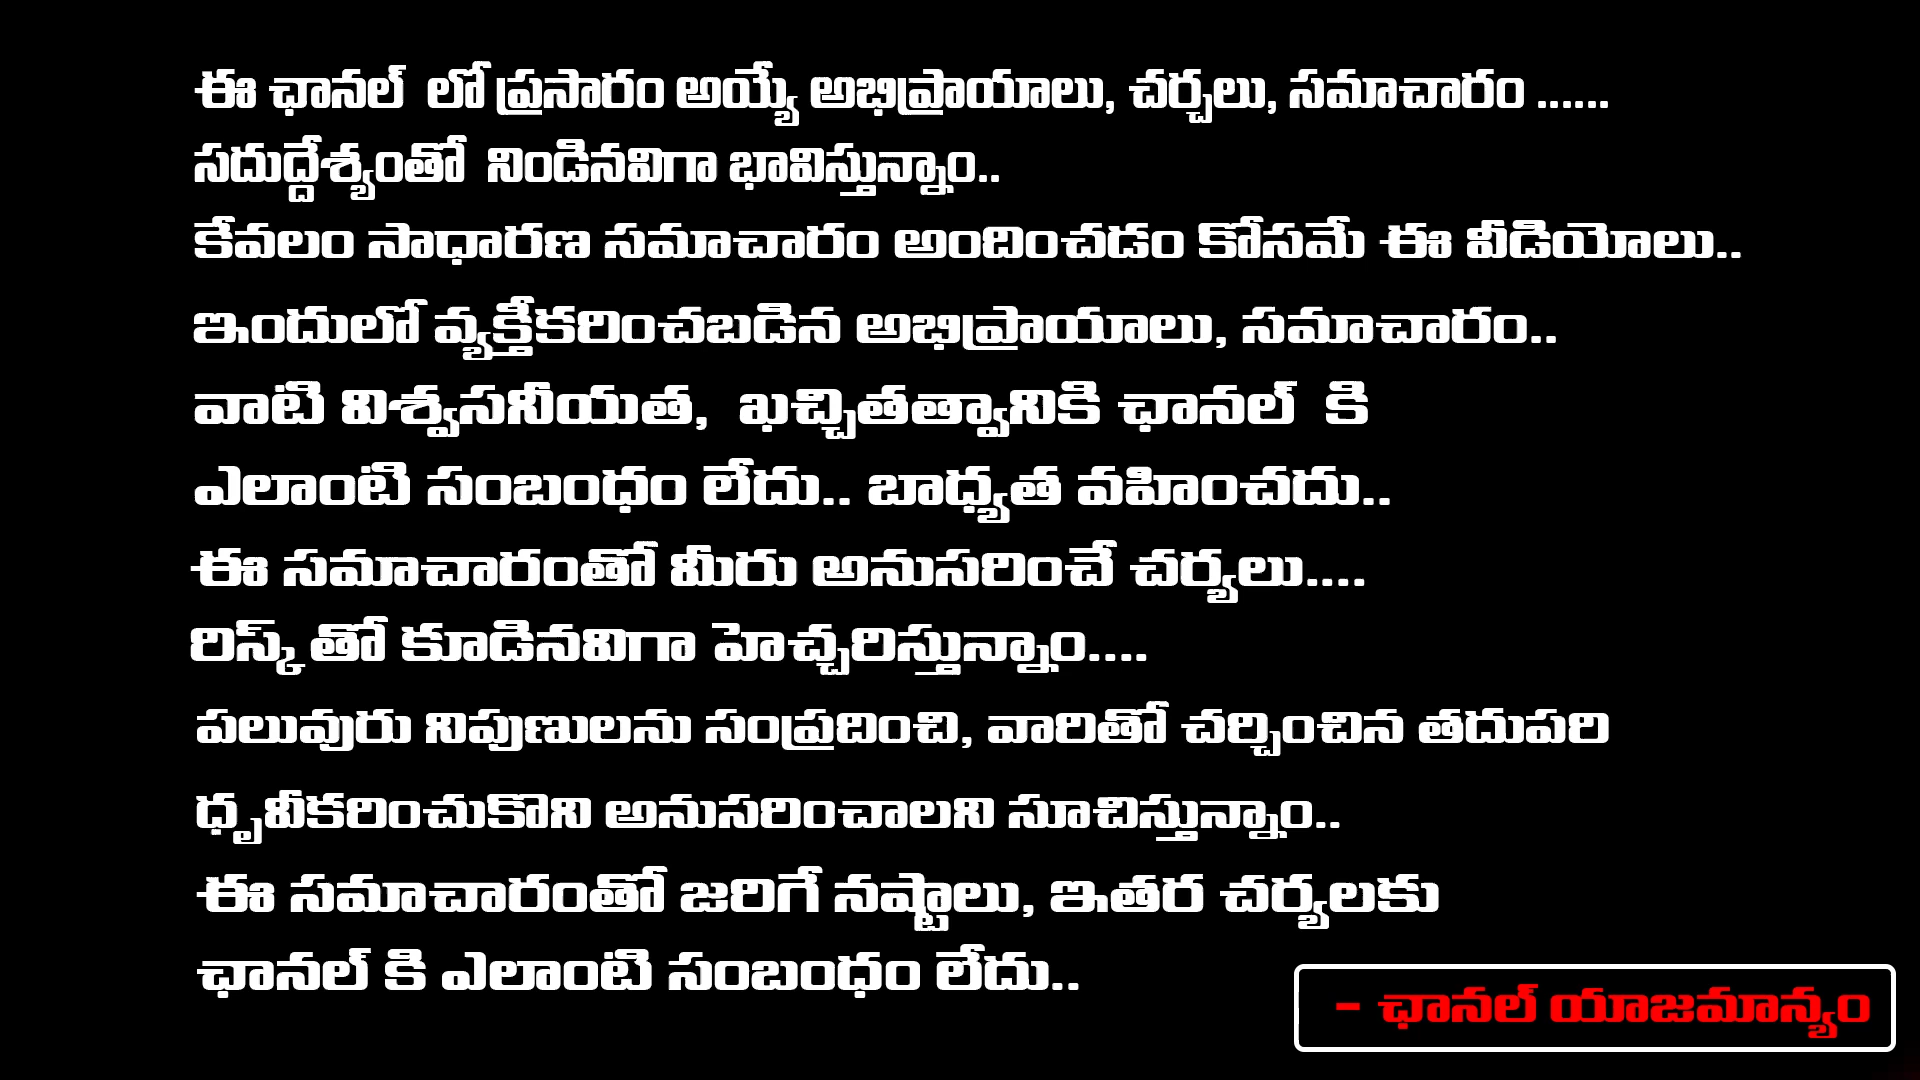 ఈ ఛానల్ లో ప్రసారం అయ్యే అభిప్రాయాలు, చర్చలు, సమాచారం ......
సదుద్దేశ్యంతో నిండినవిగా భావిస్తున్నాం..
కేవలం సాధారణ సమాచారం అందించడం కోసమే ఈ వీడియోలు..
ఇందులో వ్యక్తీకరించబడిన అభిప్రాయాలు, సమాచారం..
వాటి విశ్వసనీయత, ఖచ్చితత్వానికి ఛానల్ కి
ఎలాంటి సంబంధం లేదు.. బాధ్యత వహించదు..
ఈ సమాచారంతో మీరు అనుసరించే చర్యలు....
రిస్క్ తో కూడినవిగా హెచ్చరిస్తున్నాం....
పలువురు నిపుణులను సంప్రదించి, వారితో చర్చించిన తదుపరి
ధృవీకరించుకొని అనుసరించాలని సూచిస్తున్నాం..
ఈ సమాచారంతో జరిగే నష్టాలు, ఇతర చర్యలకు
ఛానల్ కి ఎలాంటి సంబంధం లేదు..
- ఛానల్ యాజమాన్యం